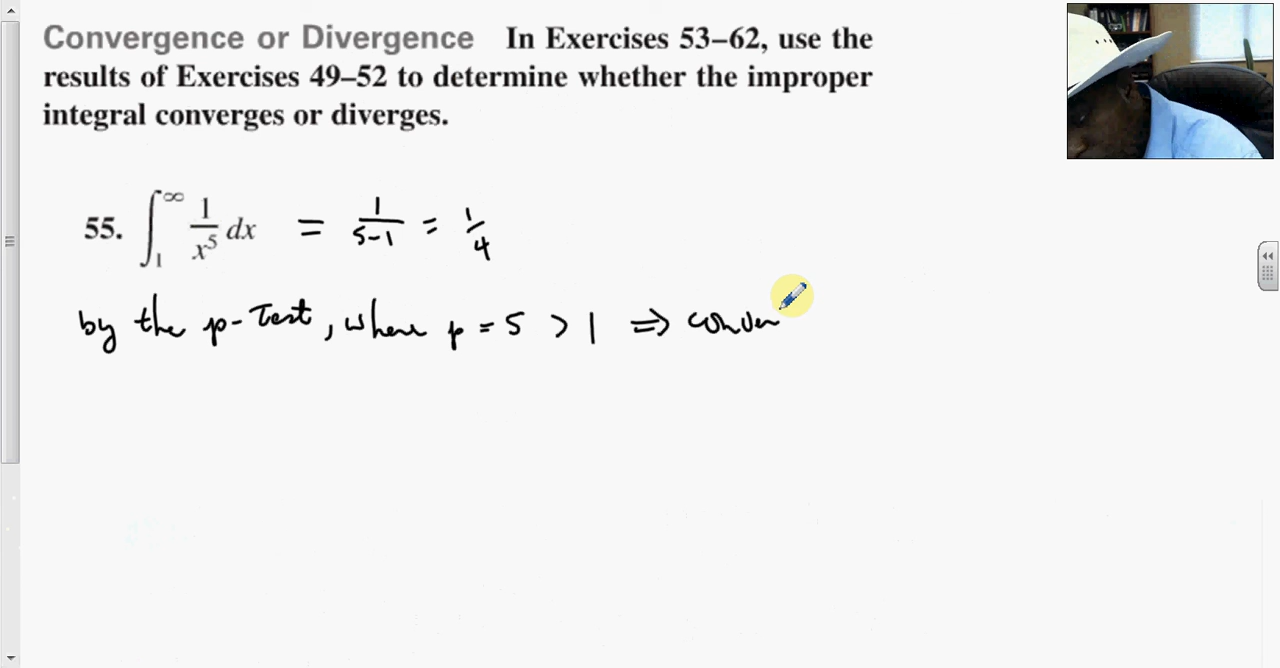 Convergence or Divergence In Exercises 53–62, use the
results of Exercises 49–52 to determine whether the improper
integral converges or diverges.
55. ∫₁^∞ 1/x⁵ dx = 1/(5-1) = 1/4
by the p-Test, where p = 5 > 1 ⇒ conver